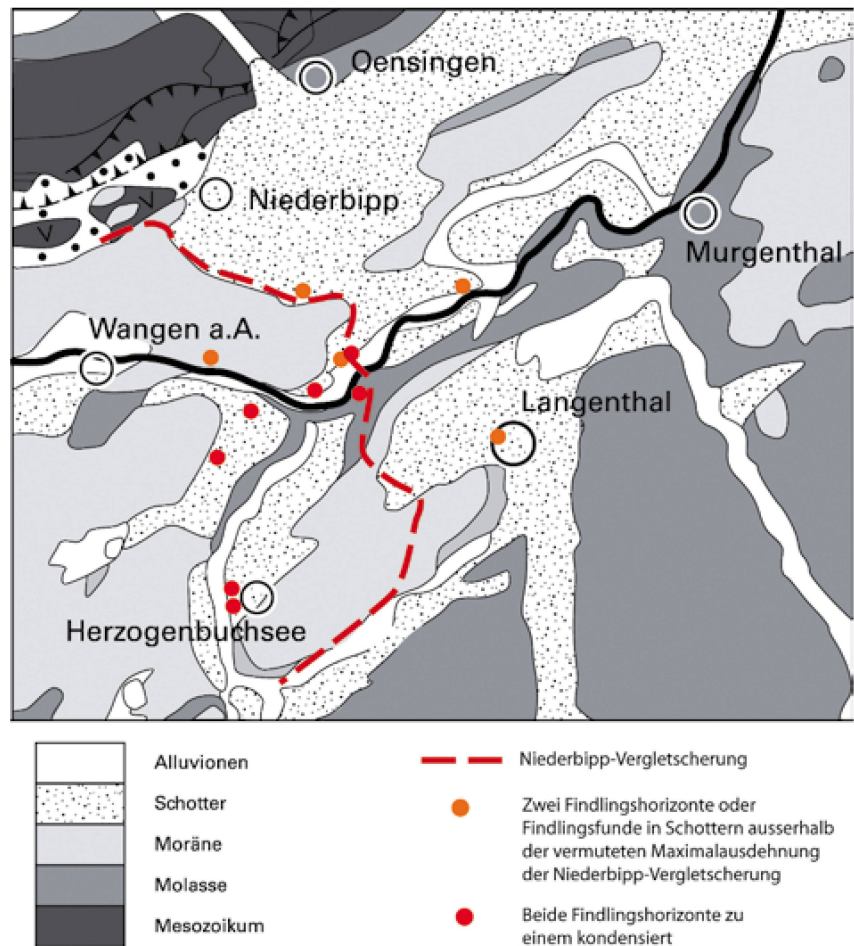 Oensingen
Niederbipp
Murgenthal
Wangen a.A.
Langenthal
Herzogenbuchsee
Alluvionen
Schotter
Moräne
Molasse
Mesozoikum
Niederbipp-Vergletscherung
Zwei Findlingshorizonte oder
Findlingsfunde in Schottern ausserhalb
der vermuteten Maximalausdehnung
der Niederbipp-Vergletscherung
Beide Findlingshorizonte zu
einem kondensiert